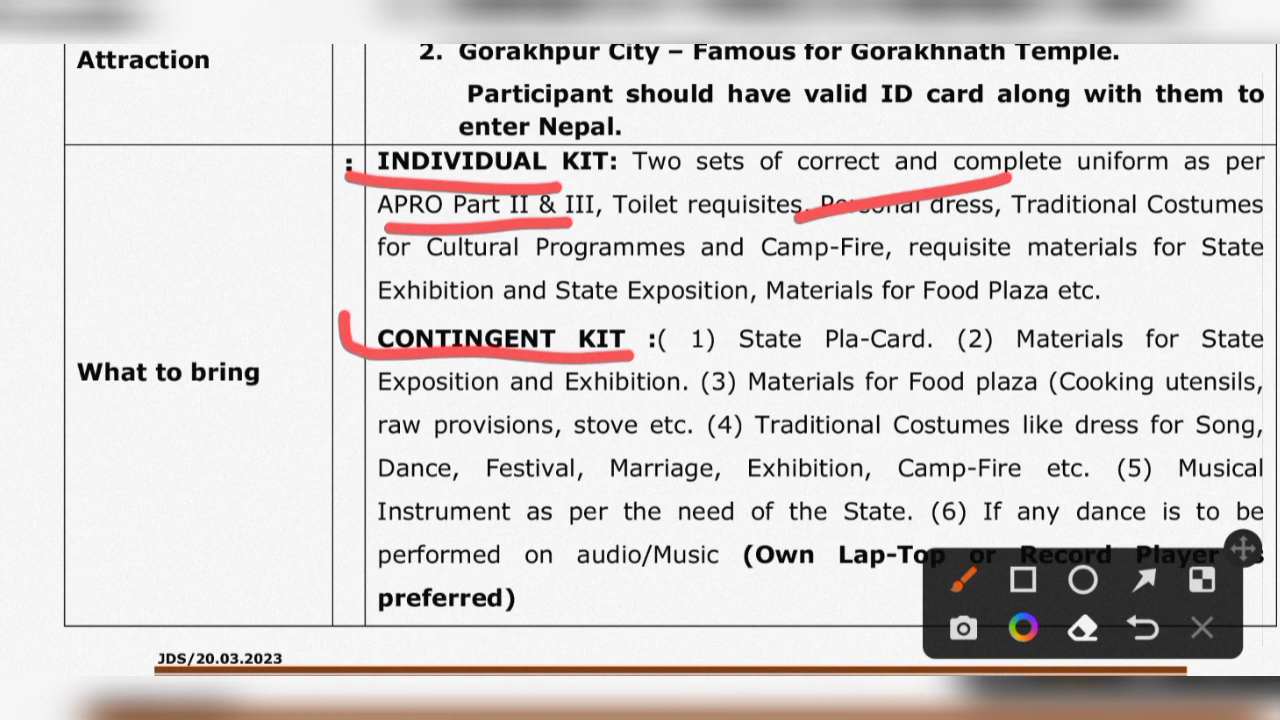 Attraction
2. Gorakhpur City – Famous for Gorakhnath Temple.
Participant should have valid ID card along with them to
enter Nepal.
What to bring
: INDIVIDUAL KIT: Two sets of correct and complete uniform as per
APRO Part II & III, Toilet requisites, Personal dress, Traditional Costumes
for Cultural Programmes and Camp-Fire, requisite materials for State
Exhibition and State Exposition, Materials for Food Plaza etc.
CONTINGENT KIT :( 1) State Pla-Card. (2) Materials for State
Exposition and Exhibition. (3) Materials for Food plaza (Cooking utensils,
raw provisions, stove etc. (4) Traditional Costumes like dress for Song,
Dance, Festival, Marriage, Exhibition, Camp-Fire etc. (5) Musical
Instrument as per the need of the State. (6) If any dance is to be
performed on audio/Music (Own Lap-Top or Record Player
preferred)
JDS/20.03.2023